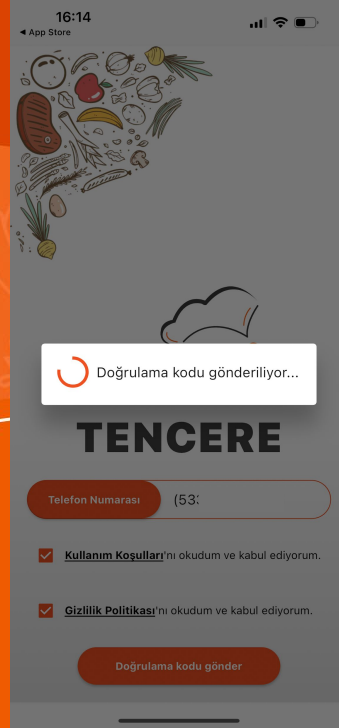 16:14
◀ App Store
Doğrulama kodu gönderiliyor...
TENCERE
Telefon Numarası (53:
Kullanım Koşulları'nı okudum ve kabul ediyorum.
Gizlilik Politikası'nı okudum ve kabul ediyorum.
Doğrulama kodu gönder